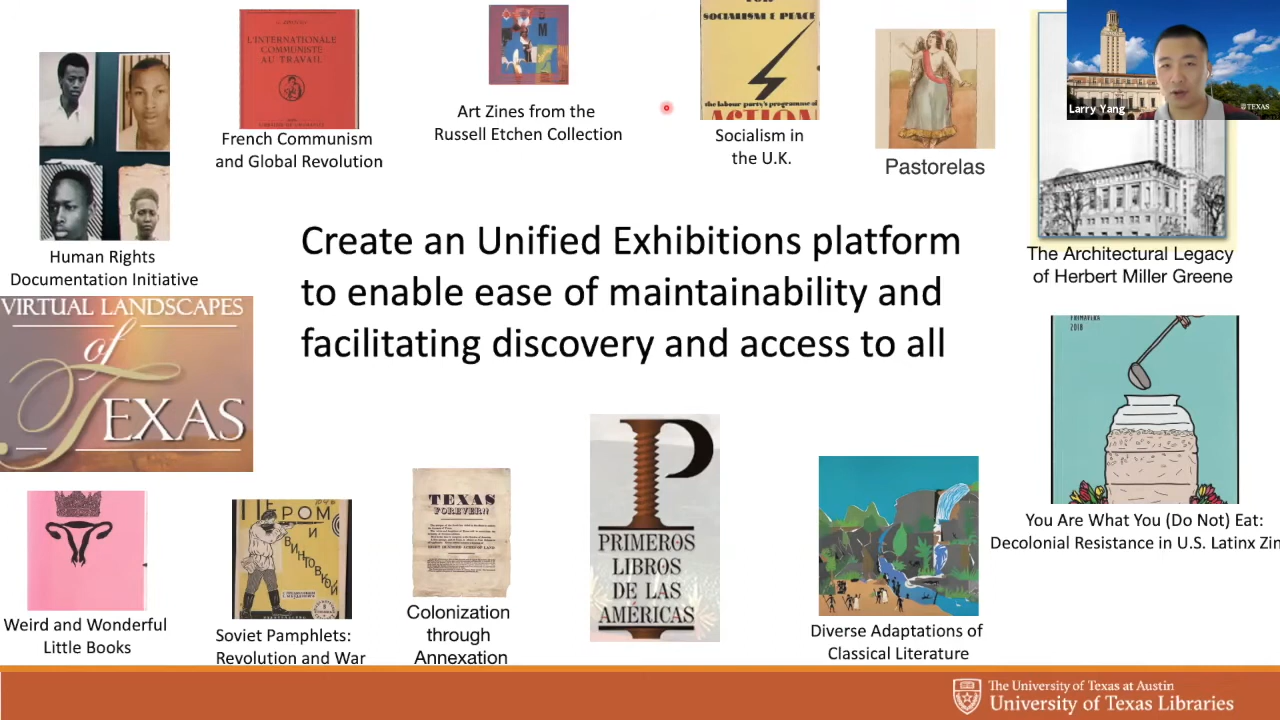 L'INTERNATIONALE
COMMUNISTE
AU TRAVAIL
French Communism
and Global Revolution
B M
Art Zines from the
Russell Etchen Collection
SOCIALISM & PEACE
the labour party's programme of
ACTION
Socialism in
the U.K.
Pastorelas
Larry Yang
@TEXAS
The Architectural Legacy
of Herbert Miller Greene
Human Rights
Documentation Initiative
Create an Unified Exhibitions platform
to enable ease of maintainability and
facilitating discovery and access to all
VIRTUAL LANDSCAPES
of
TEXAS
PRIMAVERA
2018
You Are What You (Do Not) Eat:
Decolonial Resistance in U.S. Latinx Zin
Weird and Wonderful
Little Books
ПЕРОМ
И
ВИНТОВКОЙ
Soviet Pamphlets:
Revolution and War
TEXAS
FOREVER!!
Colonization
through
Annexation
P
PRIMEROS
LIBROS
DE LAS
AMÉRICAS
Diverse Adaptations of
Classical Literature
The University of Texas at Austin
University of Texas Libraries